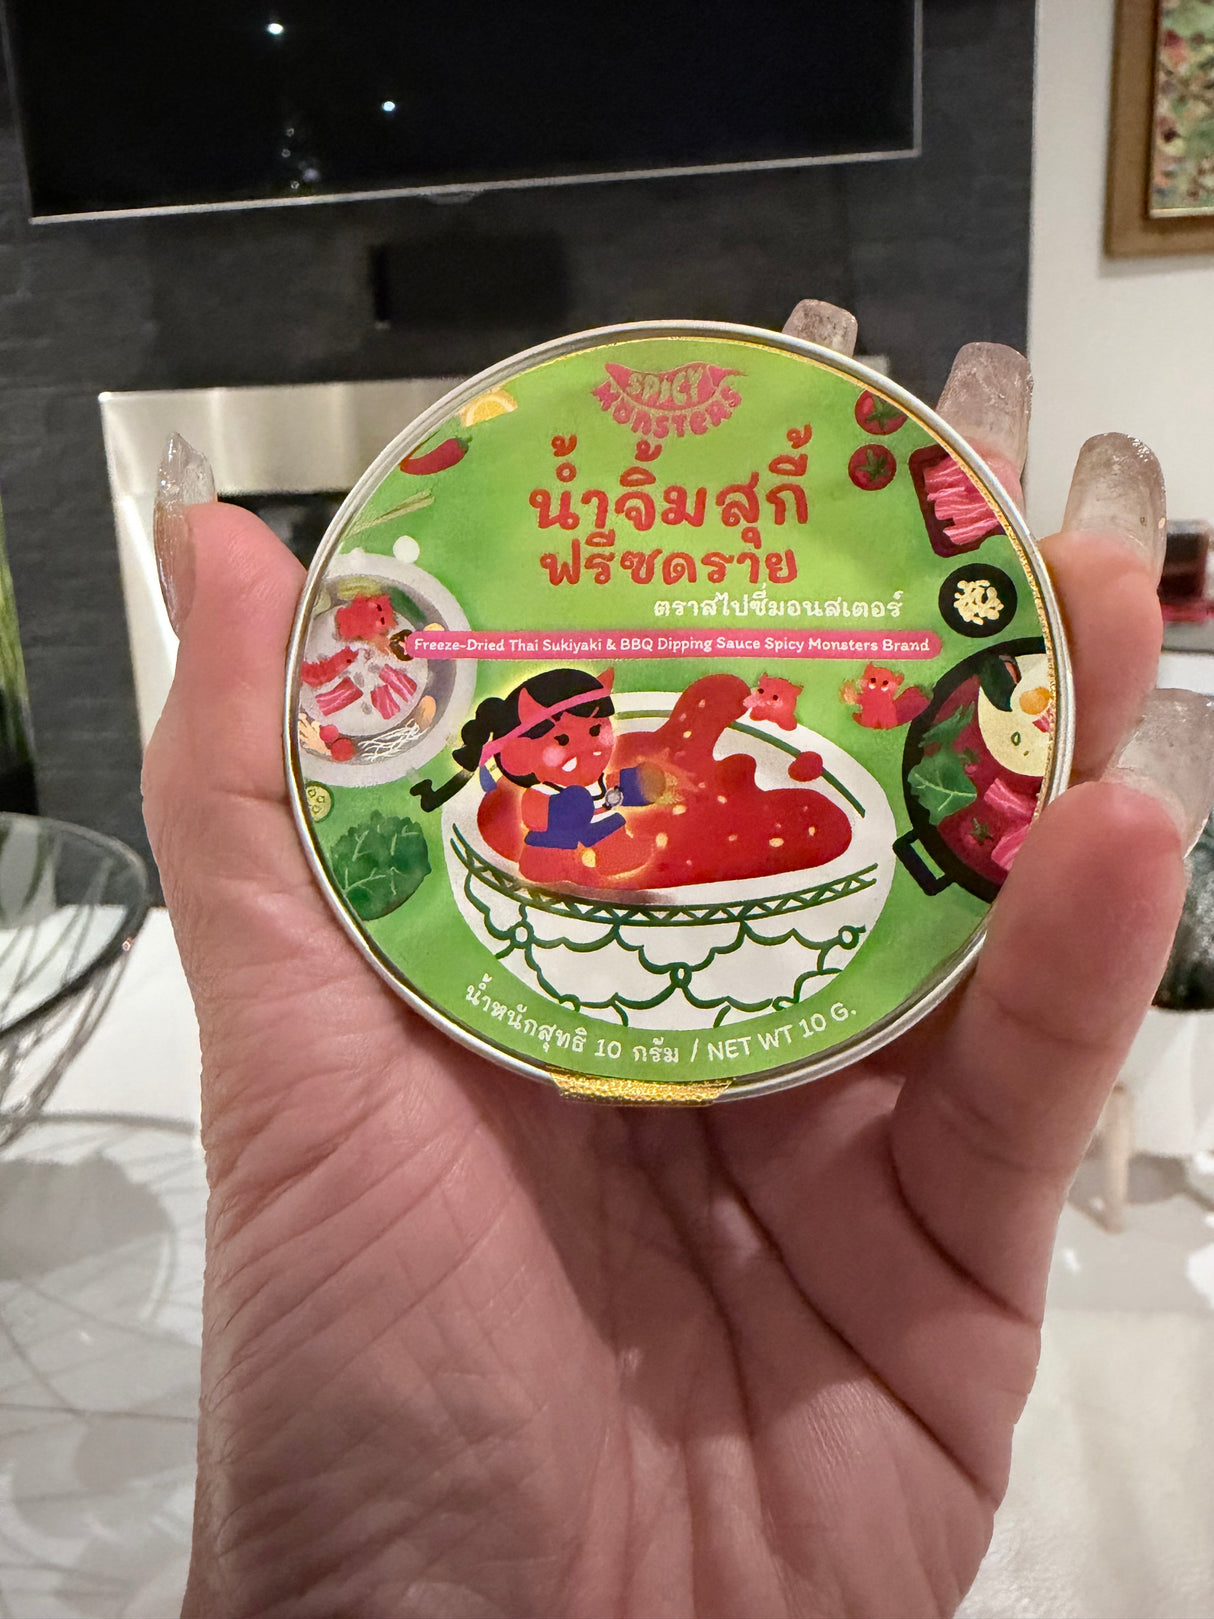 SPICY
MONSTERS
น้ำจิ้มสุกี้
ฟรีซดราย
ตราสไปซี่มอนสเตอร์
Freeze-Dried Thai Sukiyaki & BBQ Dipping Sauce Spicy Monsters Brand
น้ำหนักสุทธิ 10 กรัม / NET WT 10 G.